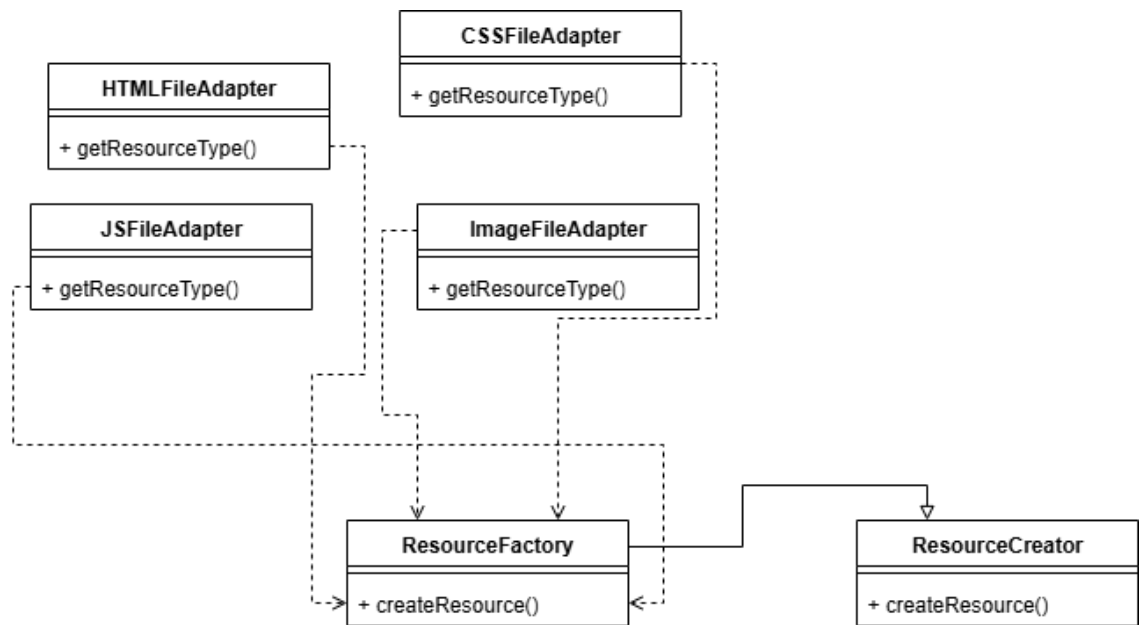 CSSFileAdapter
+ getResourceType()
HTMLFileAdapter
+ getResourceType()
JSFileAdapter
+ getResourceType()
ImageFileAdapter
+ getResourceType()
ResourceFactory
+ createResource()
ResourceCreator
+ createResource()